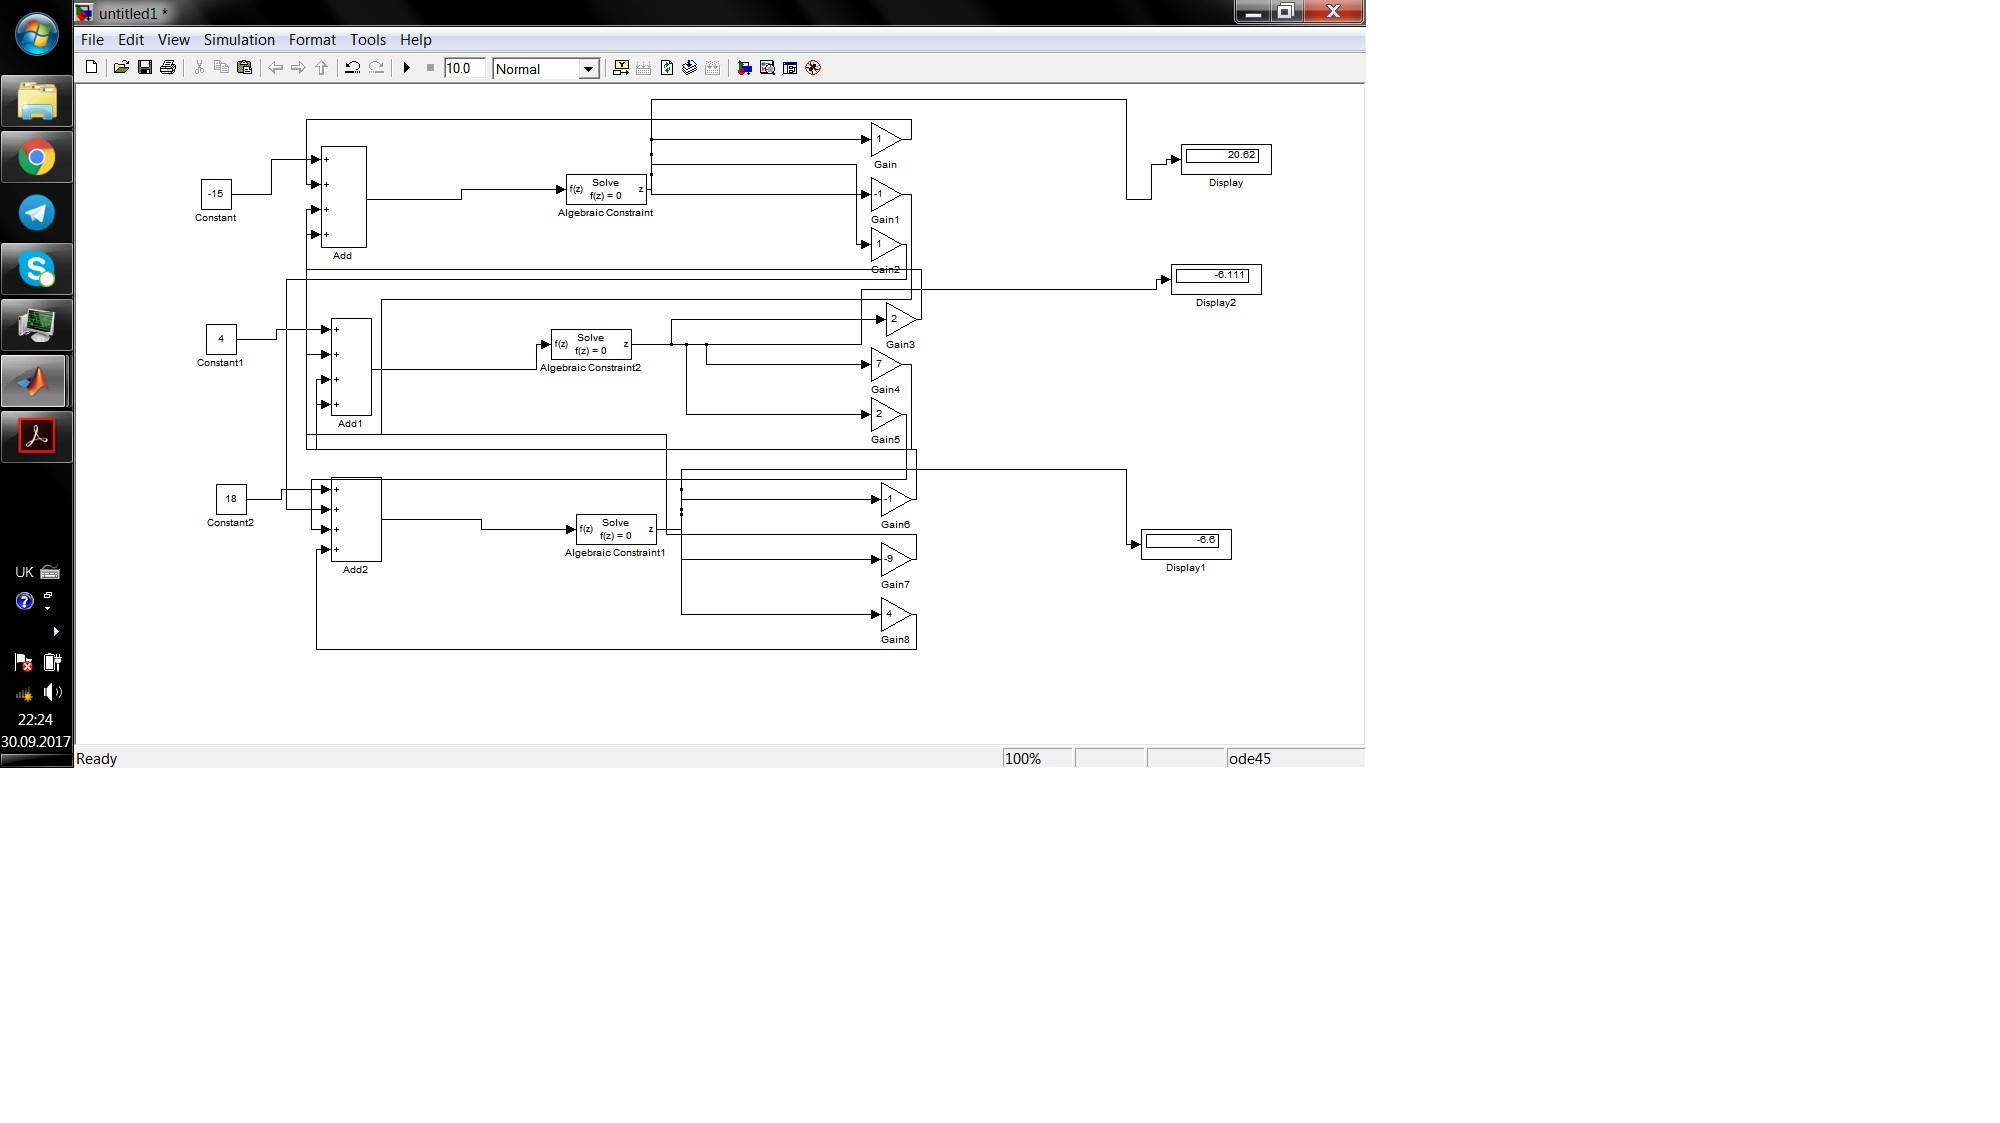 untitled1 *
File Edit View Simulation Format Tools Help
10.0 Normal
1
Gain
20.62
Display
-15
Constant
+
+
+
+
Add
Solve
f(z) f(z) = 0 z
Algebraic Constraint
-1
Gain1
1
Gain2
-6.111
Display2
4
Constant1
+
+
+
+
Add1
Solve
f(z) f(z) = 0 z
Algebraic Constraint2
2
Gain3
7
Gain4
2
Gain5
18
Constant2
+
+
+
+
Add2
Solve
f(z) f(z) = 0 z
Algebraic Constraint1
-1
Gain6
-9
Gain7
4
Gain8
-6.6
Display1
UK
22:24
30.09.2017
Ready 100% ode45